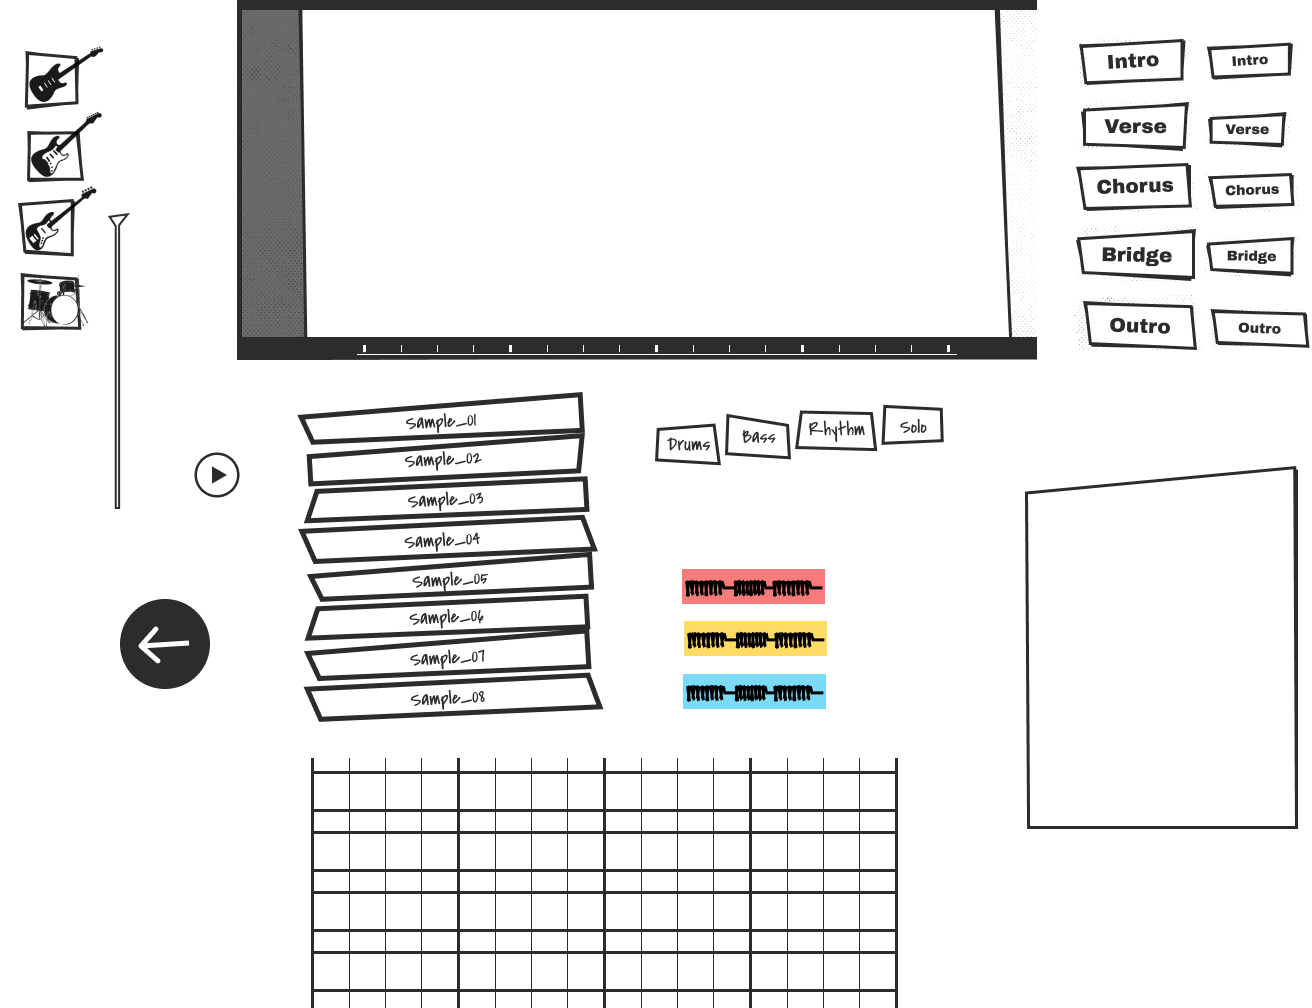 Intro
Intro
Verse
Verse
Chorus
Chorus
Bridge
Bridge
Outro
Outro
Sample_01
Sample_02
Sample_03
Sample_04
Sample_05
Sample_06
Sample_07
Sample_08
Drums
Bass
Rhythm
Solo